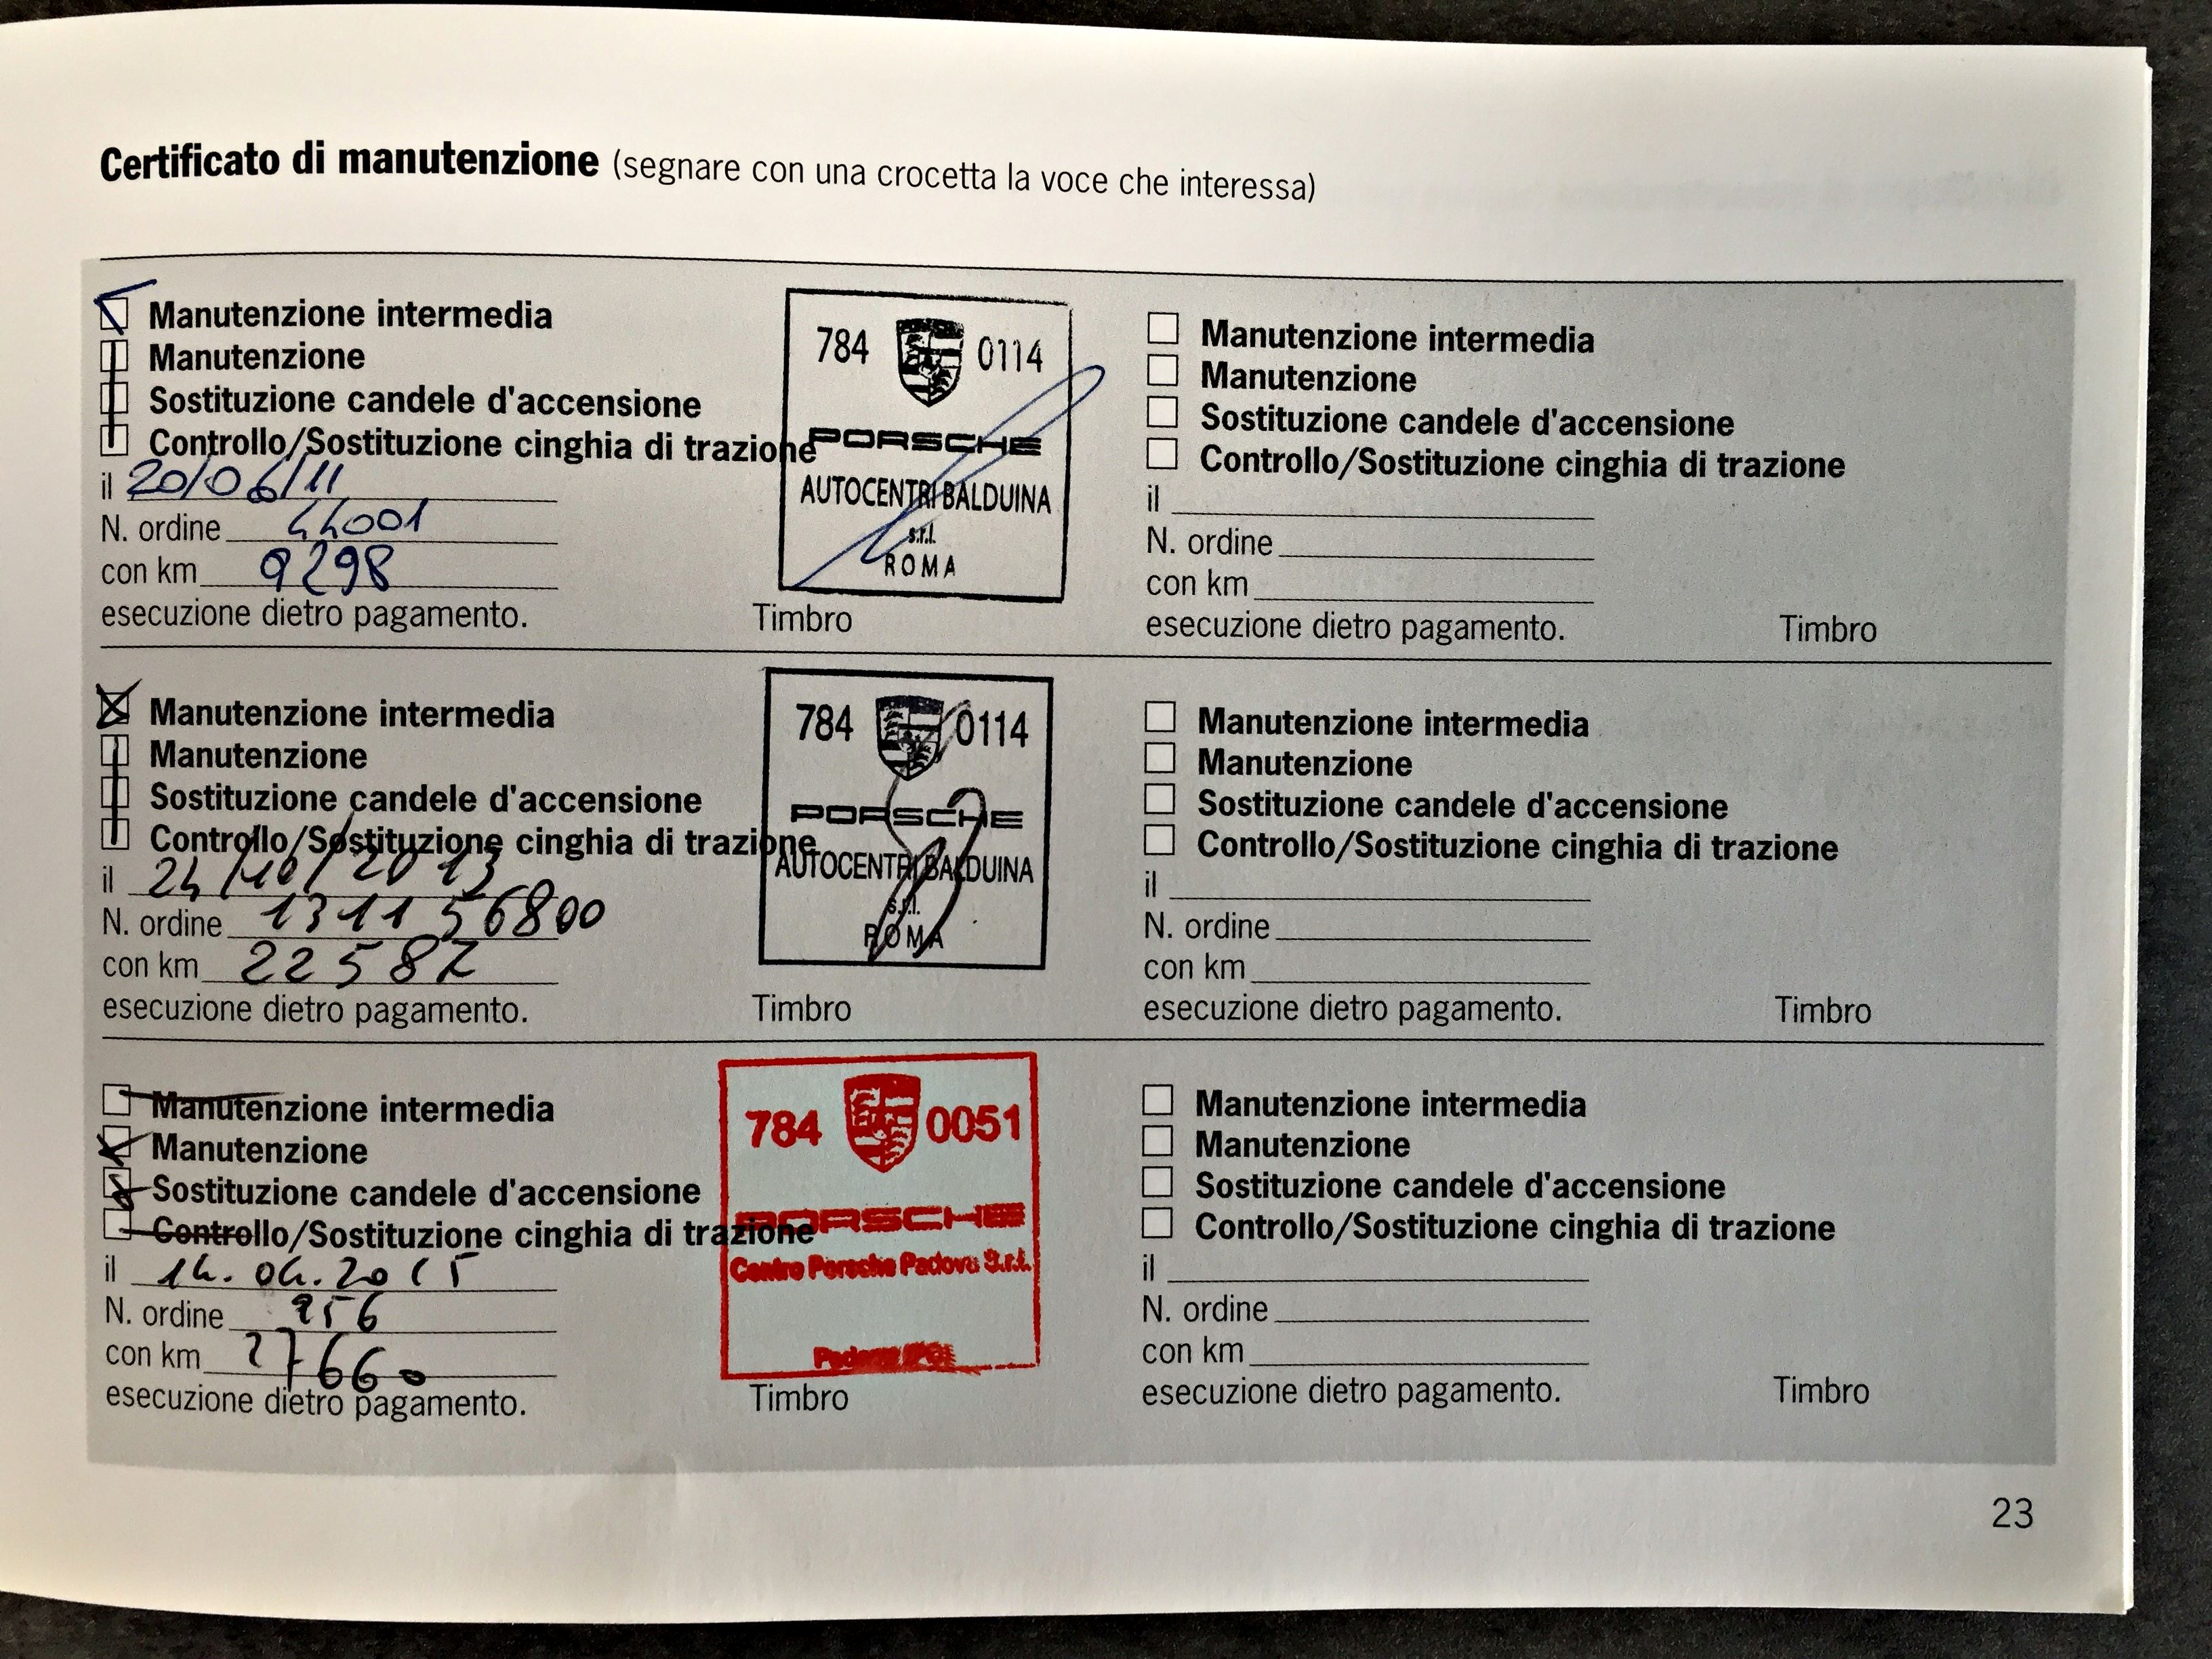 Certificato di manutenzione (segnare con una crocetta la voce che interessa)
Manutenzione intermedia
Manutenzione
Sostituzione candele d'accensione
Controllo/Sostituzione cinghia di trazione
il 20/06/11
N. ordine 44001
con km 9298
esecuzione dietro pagamento.
784 0114
PORSCHE
AUTOCENTRI BALDUINA
s.r.l.
ROMA
Timbro
Manutenzione intermedia
Manutenzione
Sostituzione candele d'accensione
Controllo/Sostituzione cinghia di trazione
il
N. ordine
con km
esecuzione dietro pagamento.
Timbro
Manutenzione intermedia
Manutenzione
Sostituzione candele d'accensione
Controllo/Sostituzione cinghia di trazione
il 24/10/2013
N. ordine 1311 56800
con km 22587
esecuzione dietro pagamento.
784 0114
PORSCHE
AUTOCENTRI BALDUINA
s.r.l.
ROMA
Timbro
Manutenzione intermedia
Manutenzione
Sostituzione candele d'accensione
Controllo/Sostituzione cinghia di trazione
il
N. ordine
con km
esecuzione dietro pagamento.
Timbro
Manutenzione intermedia
Manutenzione
Sostituzione candele d'accensione
Controllo/Sostituzione cinghia di trazione
il 14.04.2015
N. ordine
con km 27660
esecuzione dietro pagamento.
784 0051
PORSCHE
Centro Porsche Padova S.r.l.
Timbro
Manutenzione intermedia
Manutenzione
Sostituzione candele d'accensione
Controllo/Sostituzione cinghia di trazione
il
N. ordine
con km
esecuzione dietro pagamento.
Timbro
23